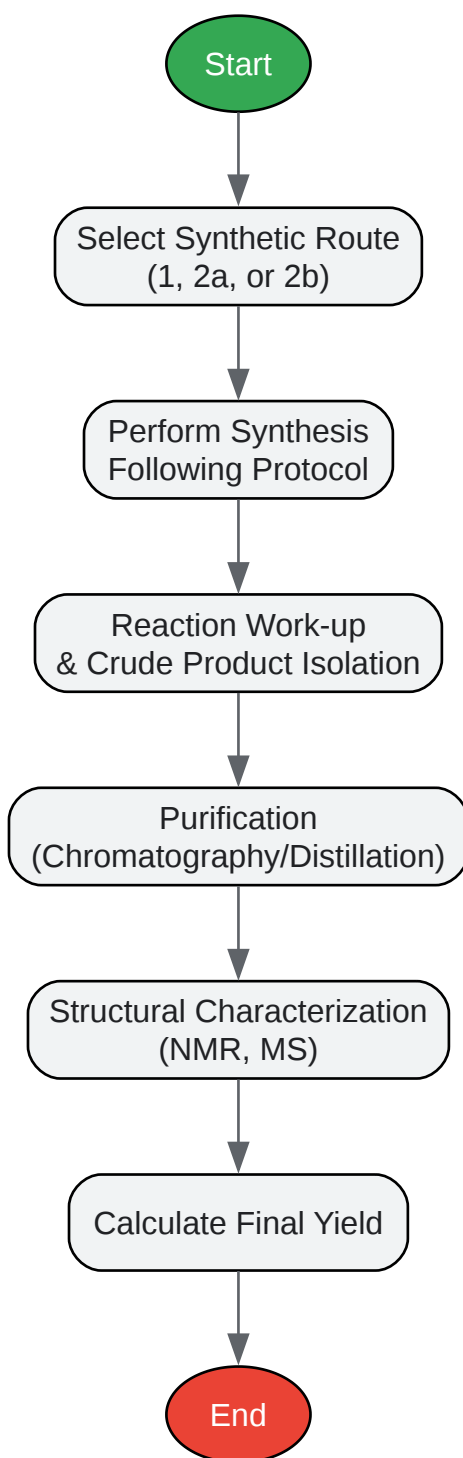 Start
Select Synthetic Route
(1, 2a, or 2b)
Perform Synthesis
Following Protocol
Reaction Work-up
& Crude Product Isolation
Purification
(Chromatography/Distillation)
Structural Characterization
(NMR, MS)
Calculate Final Yield
End